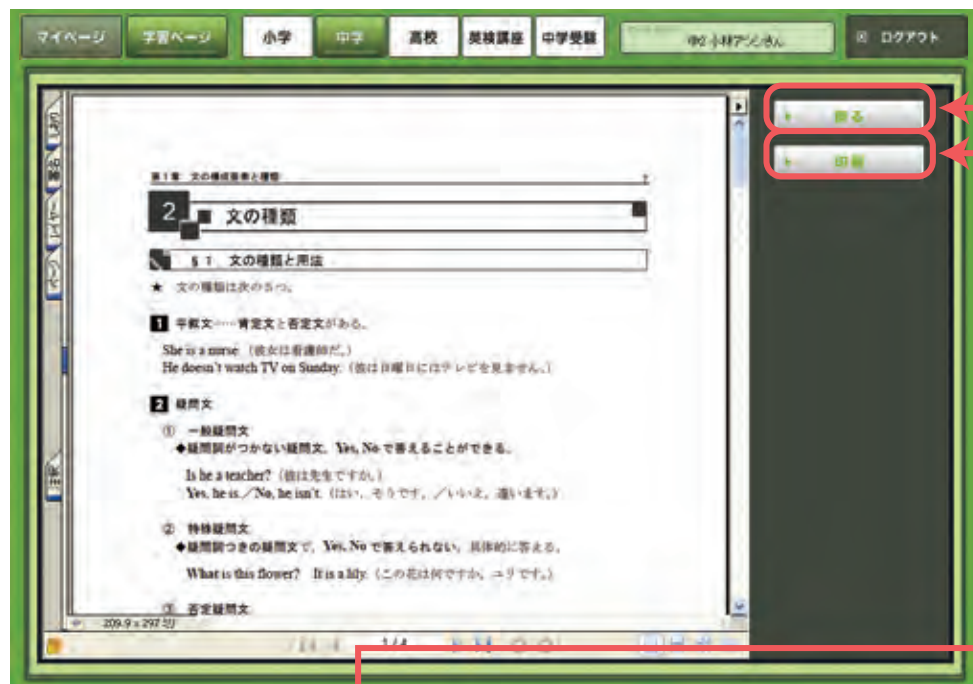 マイページ 学習ページ 小学 中学 高校 英検講座 中学受験 ログアウト
戻る
印刷
第1章 文の構成要素と種類 7
2 文の種類
§1 文の種類と用法
★ 文の種類は次の5つ。
1 平叙文……肯定文と否定文がある。
She is a nurse. (彼女は看護師だ。)
He doesn't watch TV on Sunday. (彼は日曜日にはテレビを見ません。)
2 疑問文
① 一般疑問文
◆疑問詞がつかない疑問文。Yes, No で答えることができる。
Is he a teacher? (彼は先生ですか。)
Yes, he is. / No, he isn't. (はい、そうです。/いいえ、違います。)
② 特殊疑問文
◆疑問詞つきの疑問文で、Yes, No で答えられない。具体的に答える。
What is this flower? It is a lily. (この花は何ですか。ユリです。)
③ 否定疑問文
209.9 x 297 ミリ
1/4